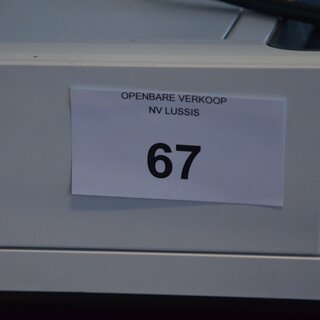 OPENBARE VERKOOP
NV LUSSIS
67